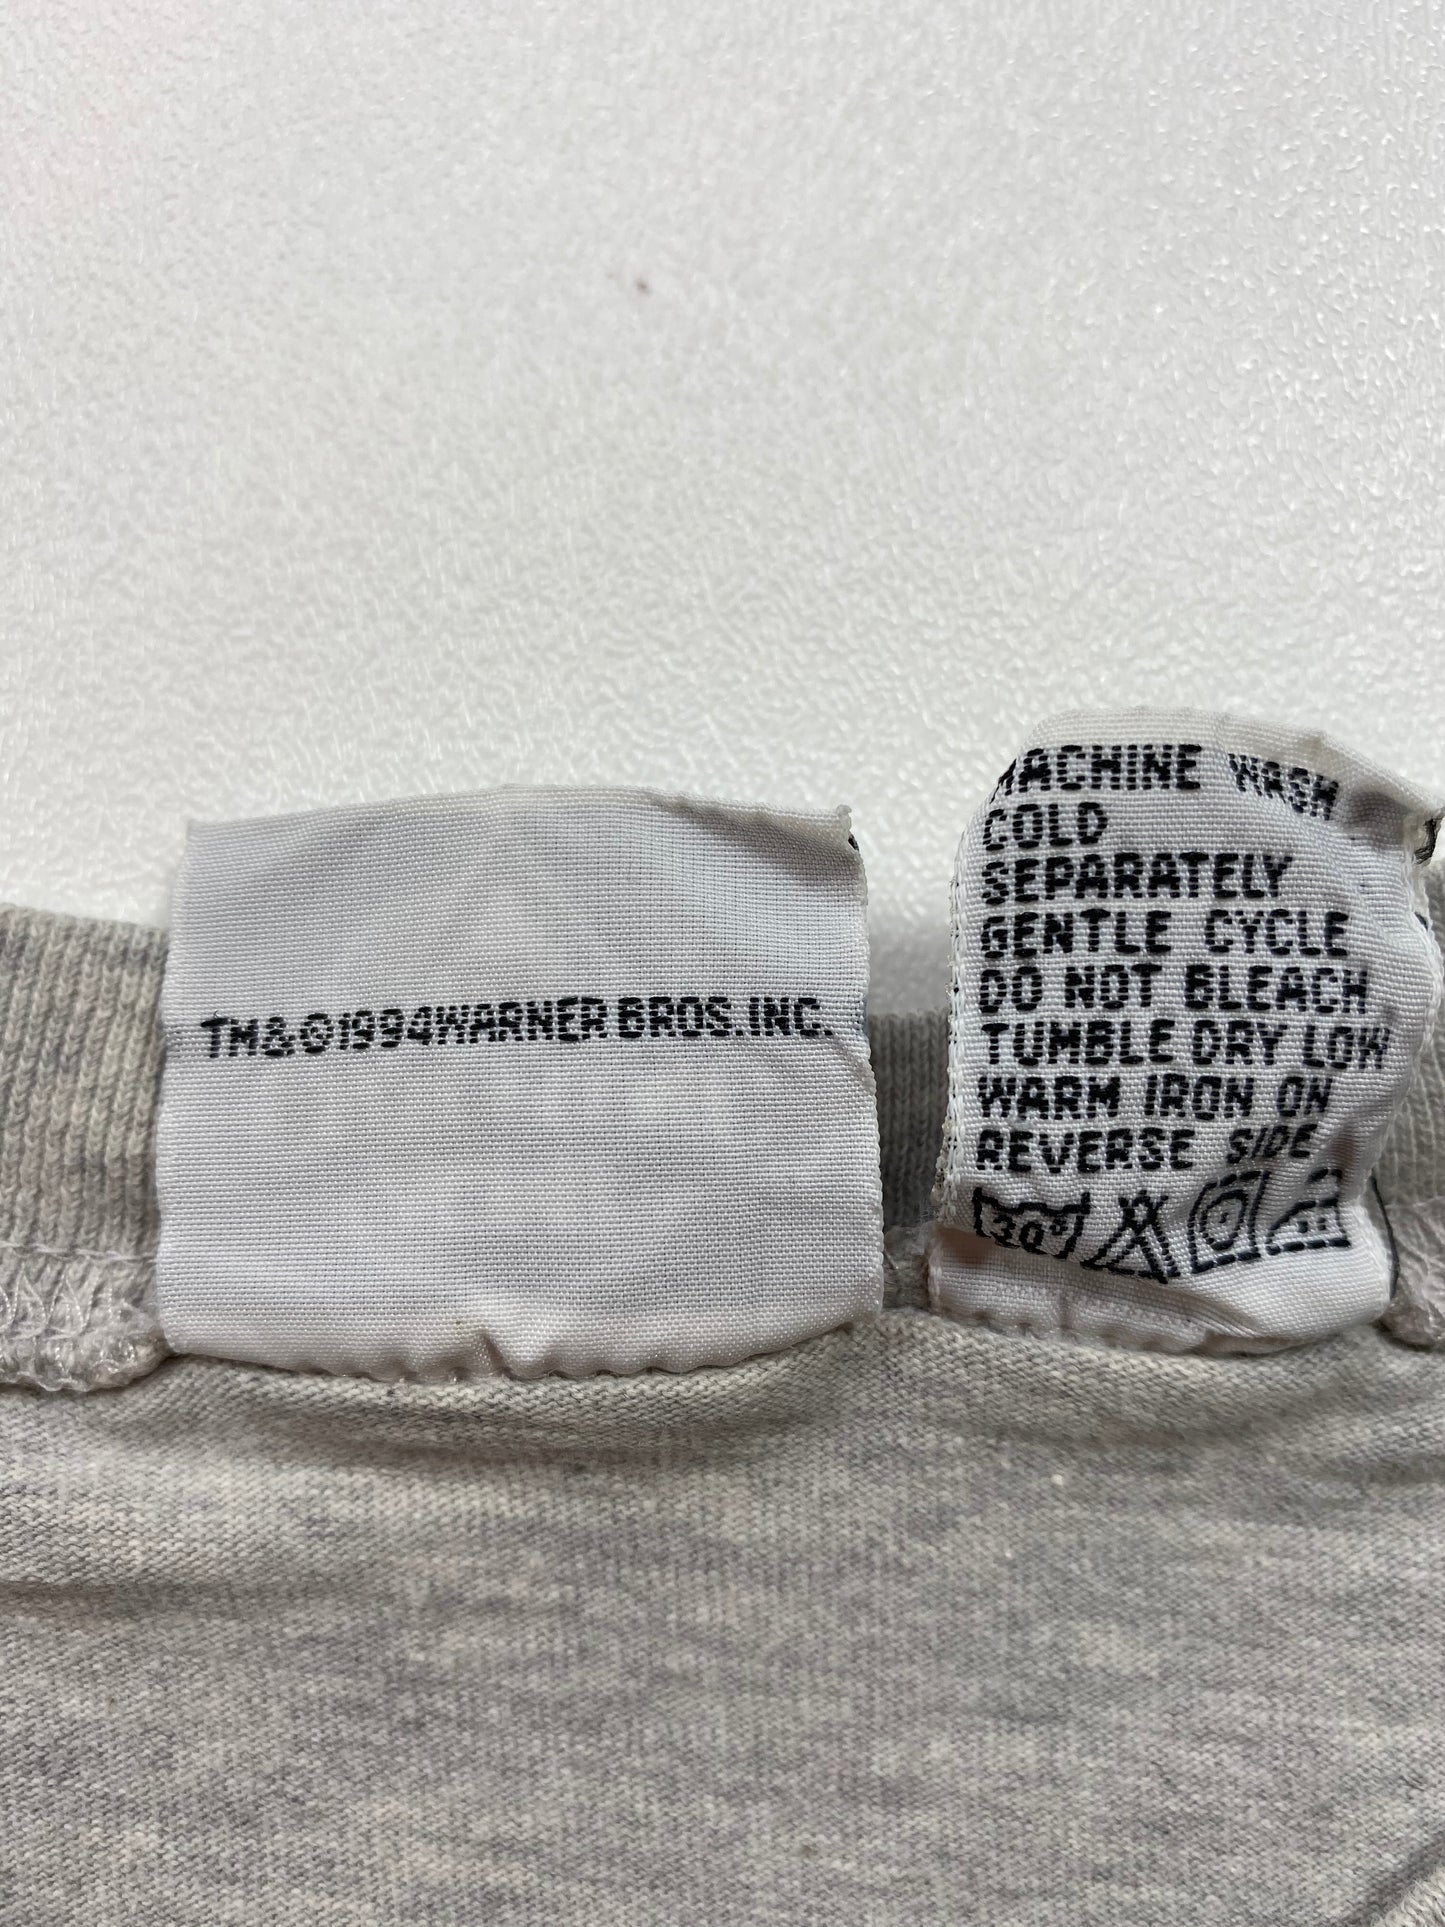 TM&©1994WARNER BROS. INC.
MACHINE WASH
COLD
SEPARATELY
GENTLE CYCLE
DO NOT BLEACH
TUMBLE DRY LOW
WARM IRON ON
REVERSE SIDE
30°